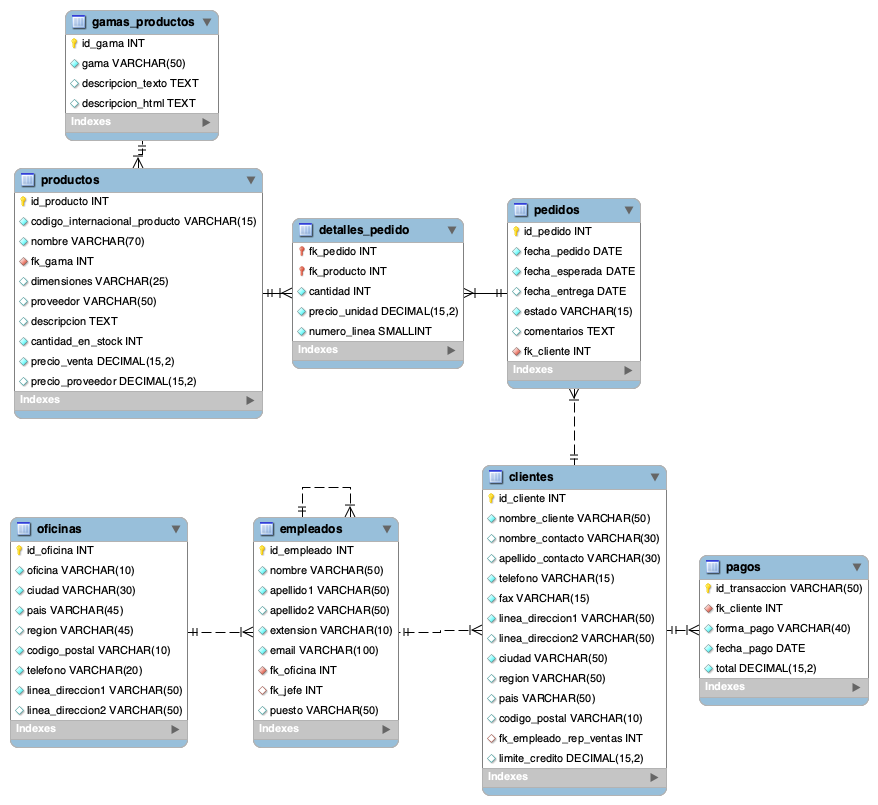 gamas_productos
id_gama INT
gama VARCHAR(50)
descripcion_texto TEXT
descripcion_html TEXT
Indexes
productos
id_producto INT
codigo_internacional_producto VARCHAR(15)
nombre VARCHAR(70)
fk_gama INT
dimensiones VARCHAR(25)
proveedor VARCHAR(50)
descripcion TEXT
cantidad_en_stock INT
precio_venta DECIMAL(15,2)
precio_proveedor DECIMAL(15,2)
Indexes
detalles_pedido
fk_pedido INT
fk_producto INT
cantidad INT
precio_unidad DECIMAL(15,2)
numero_linea SMALLINT
Indexes
pedidos
id_pedido INT
fecha_pedido DATE
fecha_esperada DATE
fecha_entrega DATE
estado VARCHAR(15)
comentarios TEXT
fk_cliente INT
Indexes
oficinas
id_oficina INT
oficina VARCHAR(10)
ciudad VARCHAR(30)
pais VARCHAR(45)
region VARCHAR(45)
codigo_postal VARCHAR(10)
telefono VARCHAR(20)
linea_direccion1 VARCHAR(50)
linea_direccion2 VARCHAR(50)
Indexes
empleados
id_empleado INT
nombre VARCHAR(50)
apellido1 VARCHAR(50)
apellido2 VARCHAR(50)
extension VARCHAR(10)
email VARCHAR(100)
fk_oficina INT
fk_jefe INT
puesto VARCHAR(50)
Indexes
clientes
id_cliente INT
nombre_cliente VARCHAR(50)
nombre_contacto VARCHAR(30)
apellido_contacto VARCHAR(30)
telefono VARCHAR(15)
fax VARCHAR(15)
linea_direccion1 VARCHAR(50)
linea_direccion2 VARCHAR(50)
ciudad VARCHAR(50)
region VARCHAR(50)
pais VARCHAR(50)
codigo_postal VARCHAR(10)
fk_empleado_rep_ventas INT
limite_credito DECIMAL(15,2)
Indexes
pagos
id_transaccion VARCHAR(50)
fk_cliente INT
forma_pago VARCHAR(40)
fecha_pago DATE
total DECIMAL(15,2)
Indexes